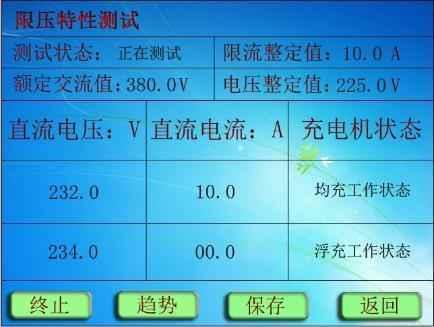 限压特性测试
测试状态： 正在测试 限流整定值：10.0 A
额定交流值：380.0V 电压整定值：225.0V
直流电压：V 直流电流：A 充电机状态
232.0 10.0 均充工作状态
234.0 00.0 浮充工作状态
终止 趋势 保存 返回